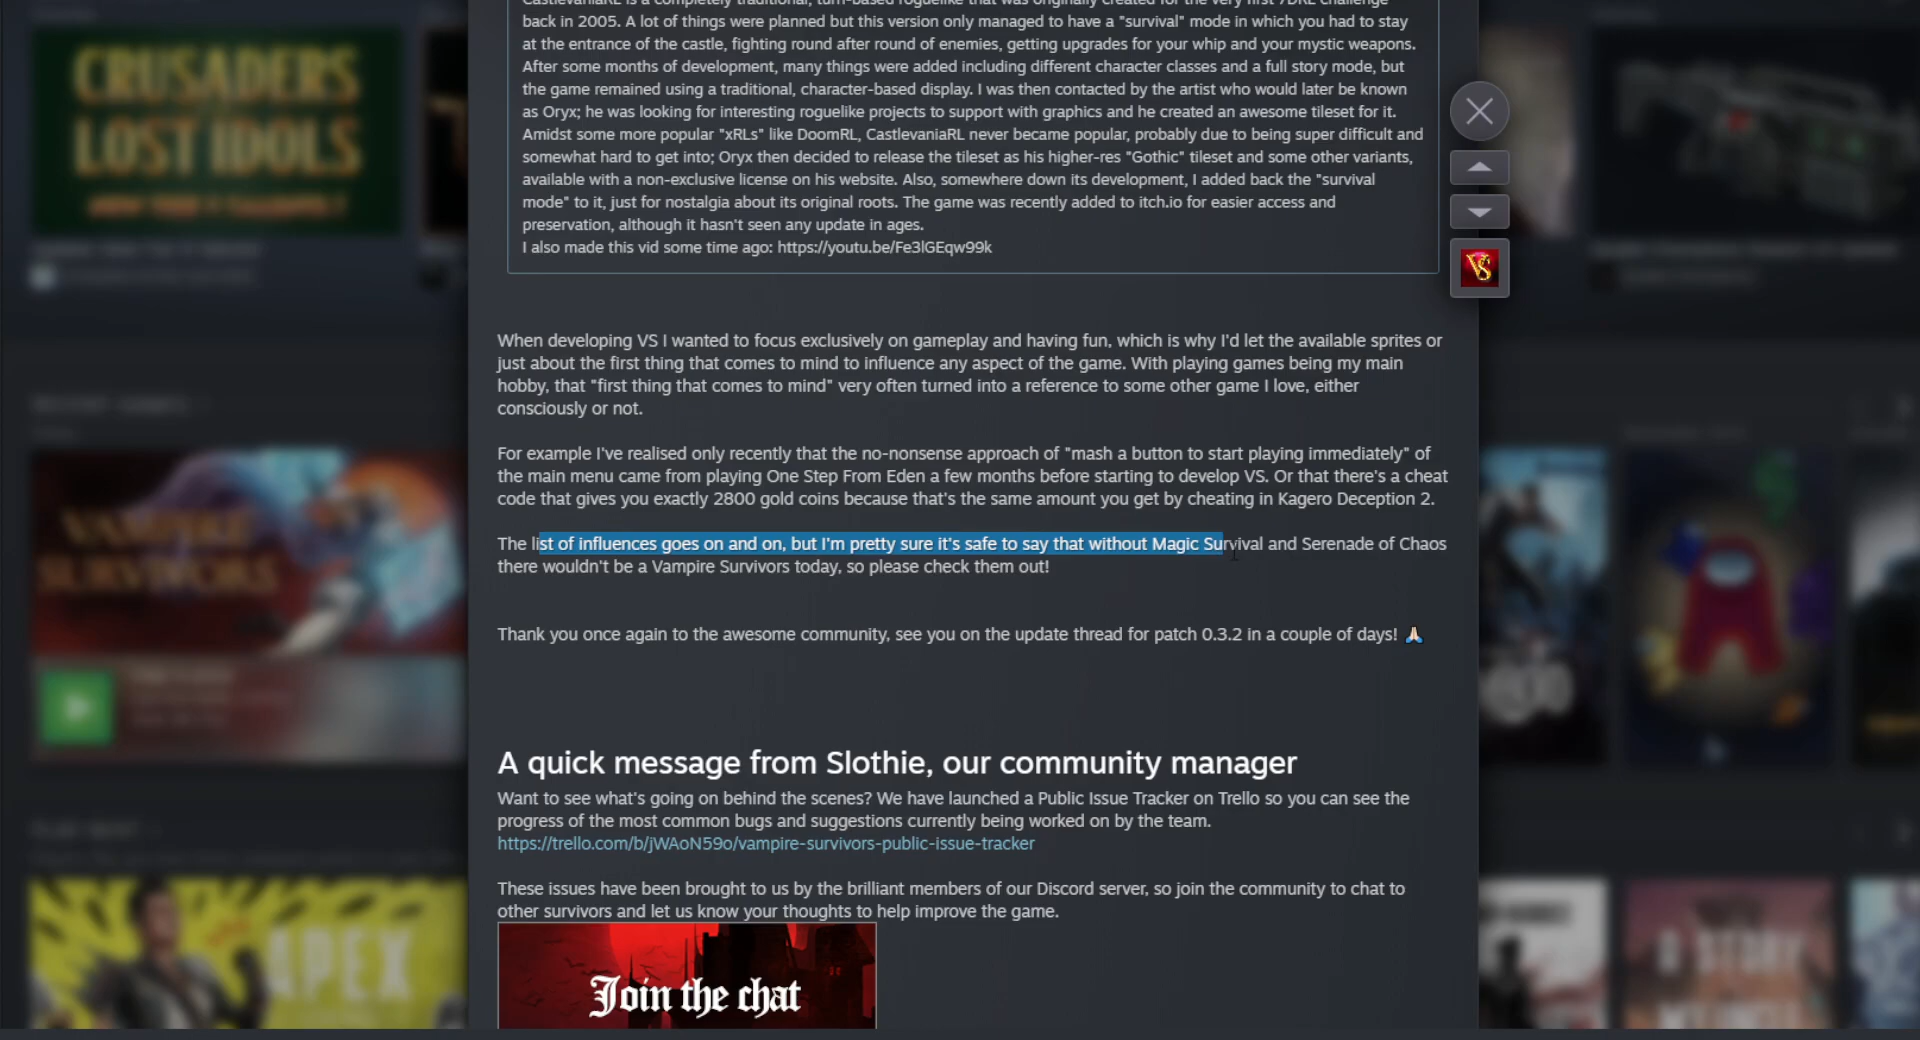 CastlevaniaRL is a completely traditional, turn-based roguelike that was originally created for the very first 7DRL challenge
back in 2005. A lot of things were planned but this version only managed to have a "survival" mode in which you had to stay
at the entrance of the castle, fighting round after round of enemies, getting upgrades for your whip and your mystic weapons.
After some months of development, many things were added including different character classes and a full story mode, but
the game remained using a traditional, character-based display. I was then contacted by the artist who would later be known
as Oryx; he was looking for interesting roguelike projects to support with graphics and he created an awesome tileset for it.
Amidst some more popular "xRLs" like DoomRL, CastlevaniaRL never became popular, probably due to being super difficult and
somewhat hard to get into; Oryx then decided to release the tileset as his higher-res "Gothic" tileset and some other variants,
available with a non-exclusive license on his website. Also, somewhere down its development, I added back the "survival
mode" to it, just for nostalgia about its original roots. The game was recently added to itch.io for easier access and
preservation, although it hasn't seen any update in ages.
I also made this vid some time ago: https://youtu.be/Fe3lGEqw99k
When developing VS I wanted to focus exclusively on gameplay and having fun, which is why I'd let the available sprites or
just about the first thing that comes to mind to influence any aspect of the game. With playing games being my main
hobby, that "first thing that comes to mind" very often turned into a reference to some other game I love, either
consciously or not.
For example I've realised only recently that the no-nonsense approach of "mash a button to start playing immediately" of
the main menu came from playing One Step From Eden a few months before starting to develop VS. Or that there's a cheat
code that gives you exactly 2800 gold coins because that's the same amount you get by cheating in Kagero Deception 2.
The list of influences goes on and on, but I'm pretty sure it's safe to say that without Magic Survival and Serenade of Chaos
there wouldn't be a Vampire Survivors today, so please check them out!
Thank you once again to the awesome community, see you on the update thread for patch 0.3.2 in a couple of days! 🙏🏻
A quick message from Slothie, our community manager
Want to see what's going on behind the scenes? We have launched a Public Issue Tracker on Trello so you can see the
progress of the most common bugs and suggestions currently being worked on by the team.
https://trello.com/b/jWAoN59o/vampire-survivors-public-issue-tracker
These issues have been brought to us by the brilliant members of our Discord server, so join the community to chat to
other survivors and let us know your thoughts to help improve the game.
Join the chat
CRUSADERS
LOST IDOLS
VAMPIRE
SURVIVORS
APEX
VS
A STORY